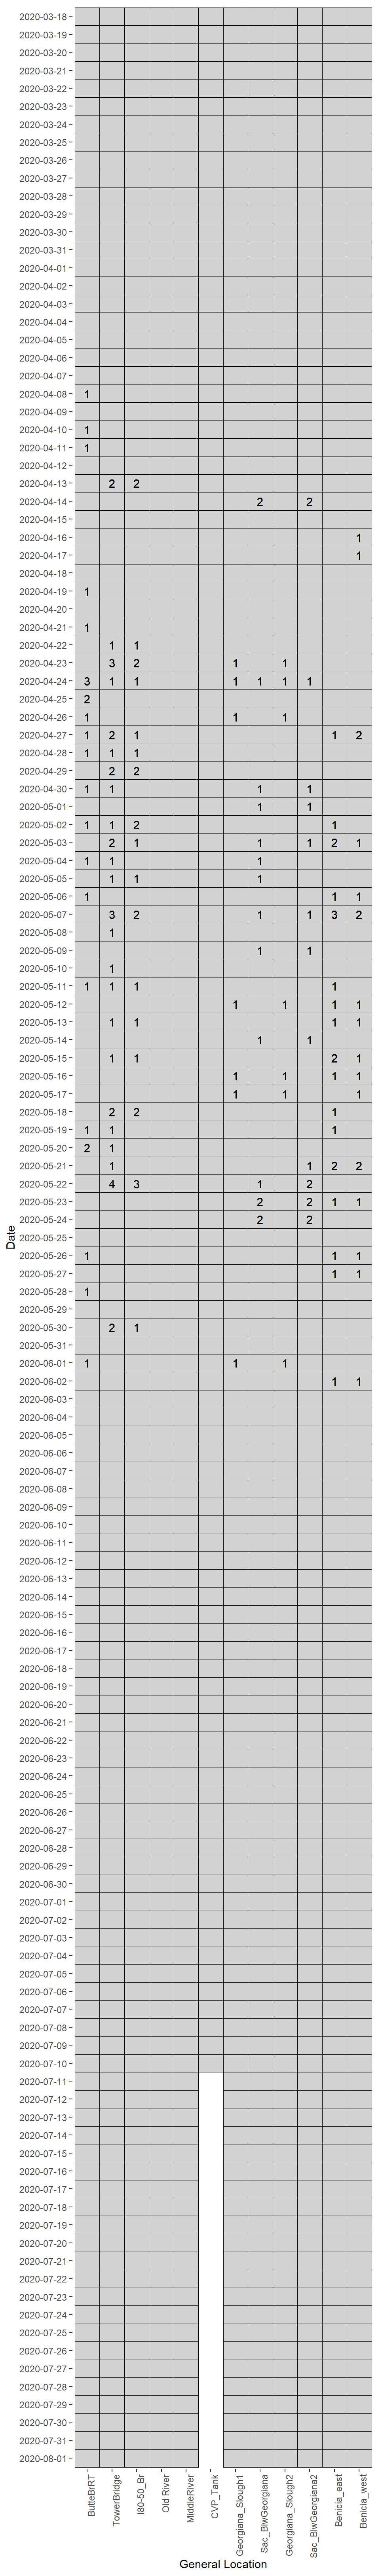 2020-03-18
2020-03-19
2020-03-20
2020-03-21
2020-03-22
2020-03-23
2020-03-24
2020-03-25
2020-03-26
2020-03-27
2020-03-28
2020-03-29
2020-03-30
2020-03-31
2020-04-01
2020-04-02
2020-04-03
2020-04-04
2020-04-05
2020-04-06
2020-04-07
2020-04-08 1
2020-04-09
2020-04-10 1
2020-04-11 1
2020-04-12
2020-04-13 2 2
2020-04-14 2 2
2020-04-15
2020-04-16 1
2020-04-17 1
2020-04-18
2020-04-19 1
2020-04-20
2020-04-21 1
2020-04-22 1 1
2020-04-23 3 2 1 1
2020-04-24 3 1 1 1 1 1 1
2020-04-25 2
2020-04-26 1 1 1
2020-04-27 1 2 1 1 2
2020-04-28 1 1 1
2020-04-29 2 2
2020-04-30 1 1 1 1
2020-05-01 1 1
2020-05-02 1 1 2 1
2020-05-03 2 1 1 1 2 1
2020-05-04 1 1 1
2020-05-05 1 1 1
2020-05-06 1 1 1
2020-05-07 3 2 1 1 3 2
2020-05-08 1
2020-05-09 1 1
2020-05-10 1
2020-05-11 1 1 1 1
2020-05-12 1 1 1 1
2020-05-13 1 1 1 1
2020-05-14 1 1
2020-05-15 1 1 2 1
2020-05-16 1 1 1 1
2020-05-17 1 1 1
2020-05-18 2 2 1
2020-05-19 1 1 1
2020-05-20 2 1
2020-05-21 1 1 2 2
2020-05-22 4 3 1 2
2020-05-23 2 2 1 1
2020-05-24 2 2
2020-05-25
2020-05-26 1 1 1
2020-05-27 1 1
2020-05-28 1
2020-05-29
2020-05-30 2 1
2020-05-31
2020-06-01 1 1 1
2020-06-02 1 1
2020-06-03
2020-06-04
2020-06-05
2020-06-06
2020-06-07
2020-06-08
2020-06-09
2020-06-10
2020-06-11
2020-06-12
2020-06-13
2020-06-14
2020-06-15
2020-06-16
2020-06-17
2020-06-18
2020-06-19
2020-06-20
2020-06-21
2020-06-22
2020-06-23
2020-06-24
2020-06-25
2020-06-26
2020-06-27
2020-06-28
2020-06-29
2020-06-30
2020-07-01
2020-07-02
2020-07-03
2020-07-04
2020-07-05
2020-07-06
2020-07-07
2020-07-08
2020-07-09
2020-07-10
2020-07-11
2020-07-12
2020-07-13
2020-07-14
2020-07-15
2020-07-16
2020-07-17
2020-07-18
2020-07-19
2020-07-20
2020-07-21
2020-07-22
2020-07-23
2020-07-24
2020-07-25
2020-07-26
2020-07-27
2020-07-28
2020-07-29
2020-07-30
2020-07-31
2020-08-01
Date
ButteBrRT
TowerBridge
I80-50_Br
Old River
MiddleRiver
CVP_Tank
Georgiana_Slough1
Sac_BlwGeorgiana
Georgiana_Slough2
Sac_BlwGeorgiana2
Benicia_east
Benicia_west
General Location